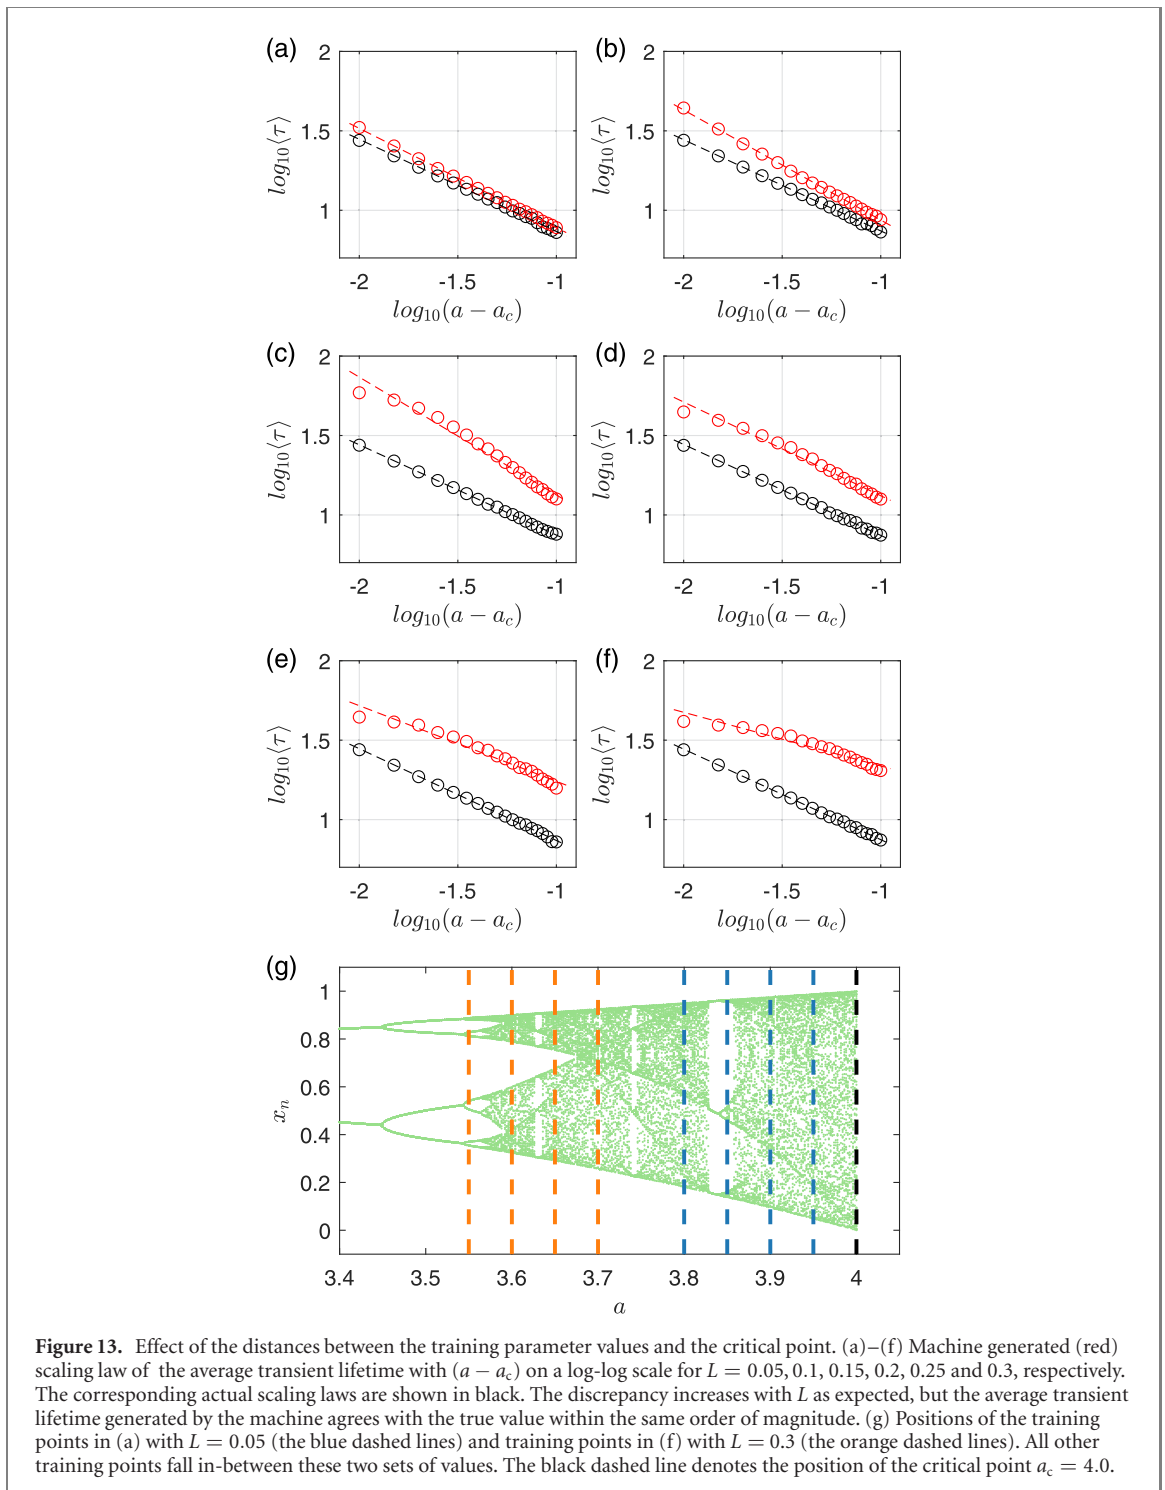 (a)
2
1.5
1
log10⟨τ⟩
-2
-1.5
-1
log10(a − ac)
(b)
2
1.5
1
log10⟨τ⟩
-2
-1.5
-1
log10(a − ac)
(c)
2
1.5
1
log10⟨τ⟩
-2
-1.5
-1
log10(a − ac)
(d)
2
1.5
1
log10⟨τ⟩
-2
-1.5
-1
log10(a − ac)
(e)
2
1.5
1
log10⟨τ⟩
-2
-1.5
-1
log10(a − ac)
(f)
2
1.5
1
log10⟨τ⟩
-2
-1.5
-1
log10(a − ac)
(g)
1
0.8
0.6
0.4
0.2
0
xn
3.4
3.5
3.6
3.7
3.8
3.9
4
a
Figure 13. Effect of the distances between the training parameter values and the critical point. (a)–(f) Machine generated (red)
scaling law of the average transient lifetime with (a − ac) on a log-log scale for L = 0.05, 0.1, 0.15, 0.2, 0.25 and 0.3, respectively.
The corresponding actual scaling laws are shown in black. The discrepancy increases with L as expected, but the average transient
lifetime generated by the machine agrees with the true value within the same order of magnitude. (g) Positions of the training
points in (a) with L = 0.05 (the blue dashed lines) and training points in (f) with L = 0.3 (the orange dashed lines). All other
training points fall in-between these two sets of values. The black dashed line denotes the position of the critical point ac = 4.0.